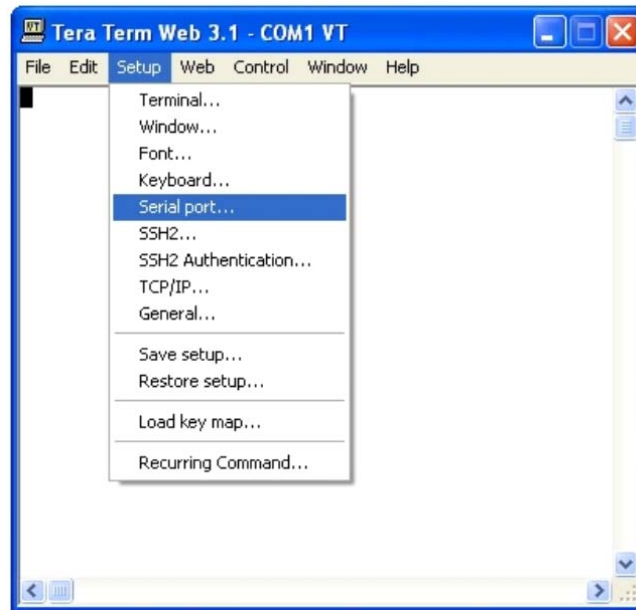 Tera Term Web 3.1 - COM1 VT
File Edit Setup Web Control Window Help
Terminal...
Window...
Font...
Keyboard...
Serial port...
SSH2...
SSH2 Authentication...
TCP/IP...
General...
Save setup...
Restore setup...
Load key map...
Recurring Command...